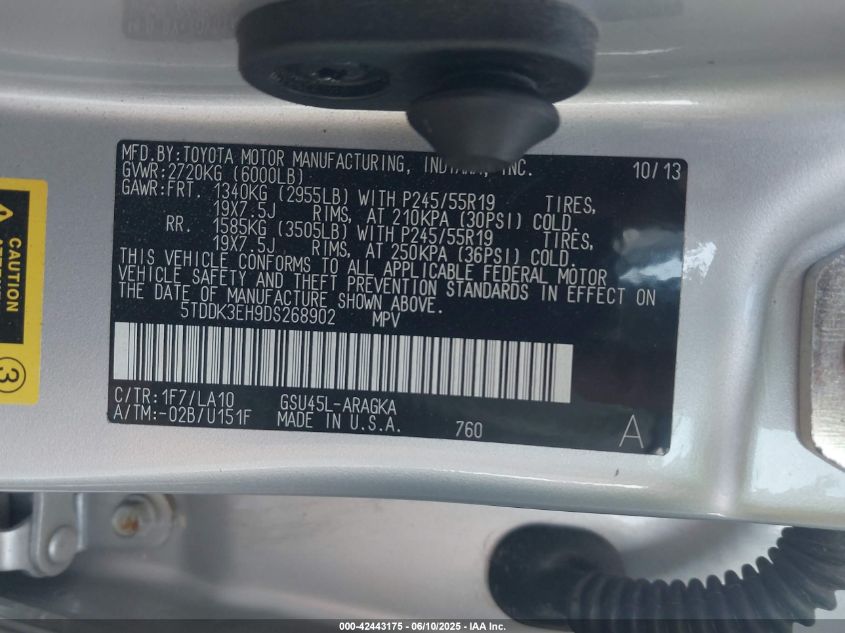 MFD.BY:TOYOTA MOTOR MANUFACTURING, INDIANA, INC. 10/13
GVWR:2720KG (6000LB)
GAWR:FRT. 1340KG (2955LB) WITH P245/55R19 TIRES,
19X7.5J RIMS, AT 210KPA (30PSI) COLD.
RR. 1585KG (3505LB) WITH P245/55R19 TIRES,
19X7.5J RIMS, AT 250KPA (36PSI) COLD.
THIS VEHICLE CONFORMS TO ALL APPLICABLE FEDERAL MOTOR
VEHICLE SAFETY AND THEFT PREVENTION STANDARDS IN EFFECT ON
THE DATE OF MANUFACTURE SHOWN ABOVE.
5TDDK3EH9DS268902 MPV
C/TR:1F7/LA10 GSU45L-ARAGKA
A/TM:-02B/U151F MADE IN U.S.A. 760 A
3
000-42443175 - 06/10/2025 - IAA Inc.